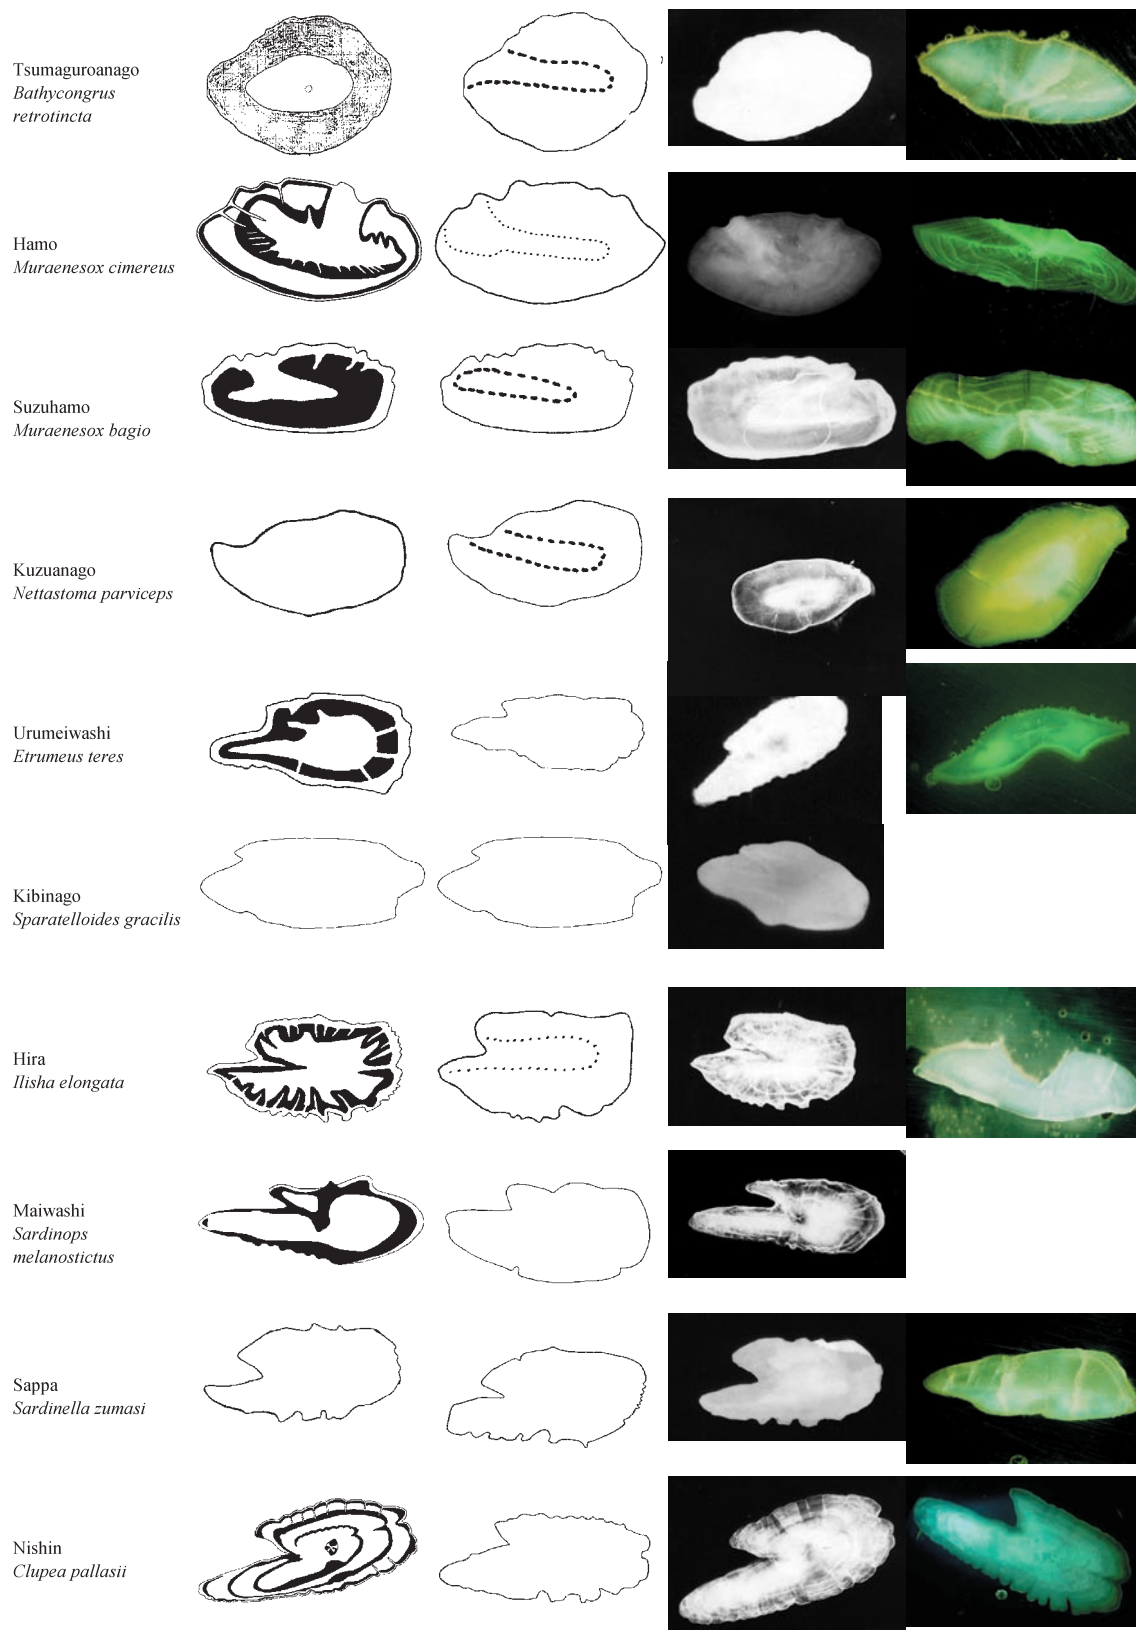 Tsumaguroanago
Bathycongrus
retrotincta
Hamo
Muraenesox cimereus
Suzuhamo
Muraenesox bagio
Kuzuanago
Nettastoma parviceps
Urumeiwashi
Etrumeus teres
Kibinago
Sparatelloides gracilis
Hira
Ilisha elongata
Maiwashi
Sardinops
melanostictus
Sappa
Sardinella zumasi
Nishin
Clupea pallasii